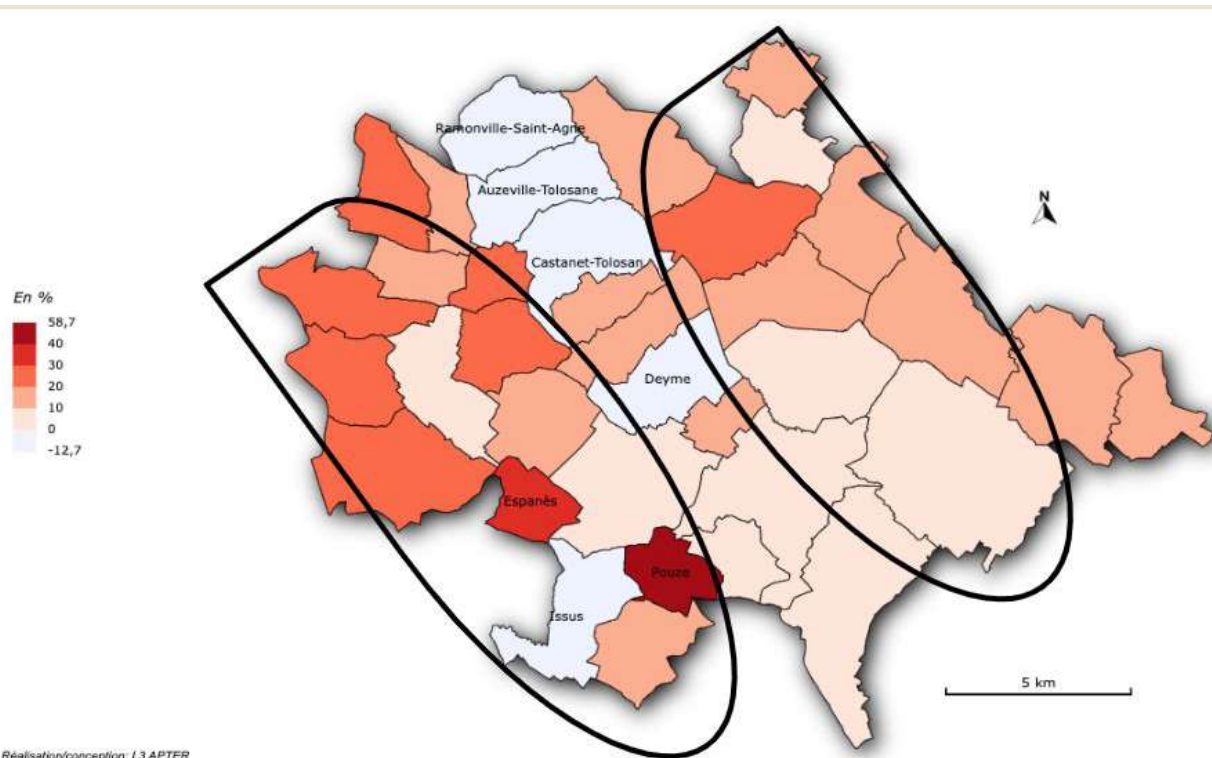 Ramonville-Saint-Agne
Auzeville-Tolosane
Castanet-Tolosan
N
En %
58,7
40
30
20
10
0
-12,7
Deyme
Espanès
Pouze
Issus
5 km
Réalisation/conception: L3 APTER